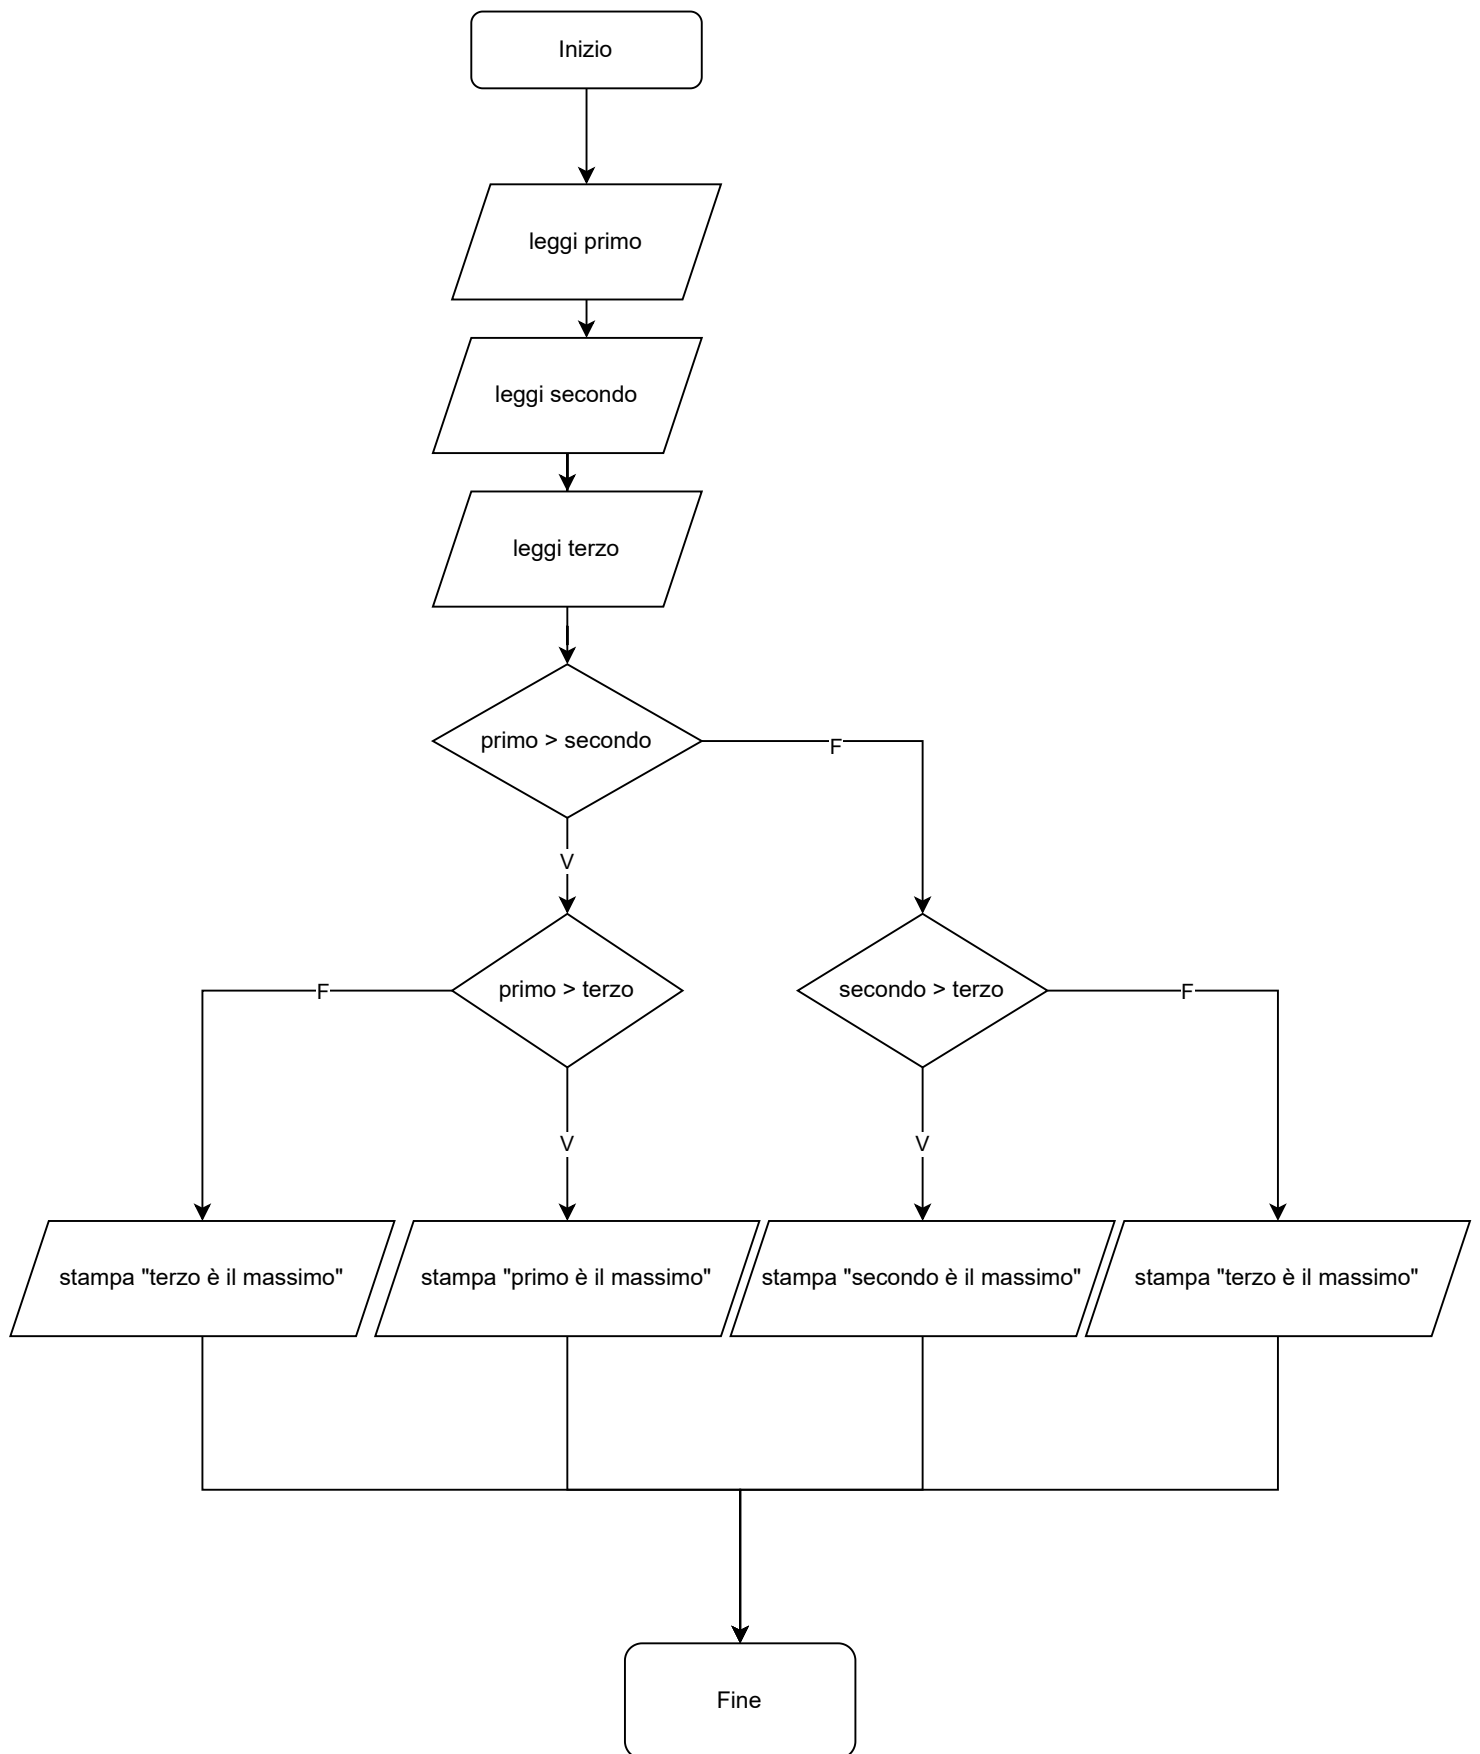 Inizio
leggi primo
leggi secondo
leggi terzo
primo > secondo
F
V
primo > terzo
secondo > terzo
F
F
V
V
stampa "terzo è il massimo"
stampa "primo è il massimo"
stampa "secondo è il massimo"
stampa "terzo è il massimo"
Fine